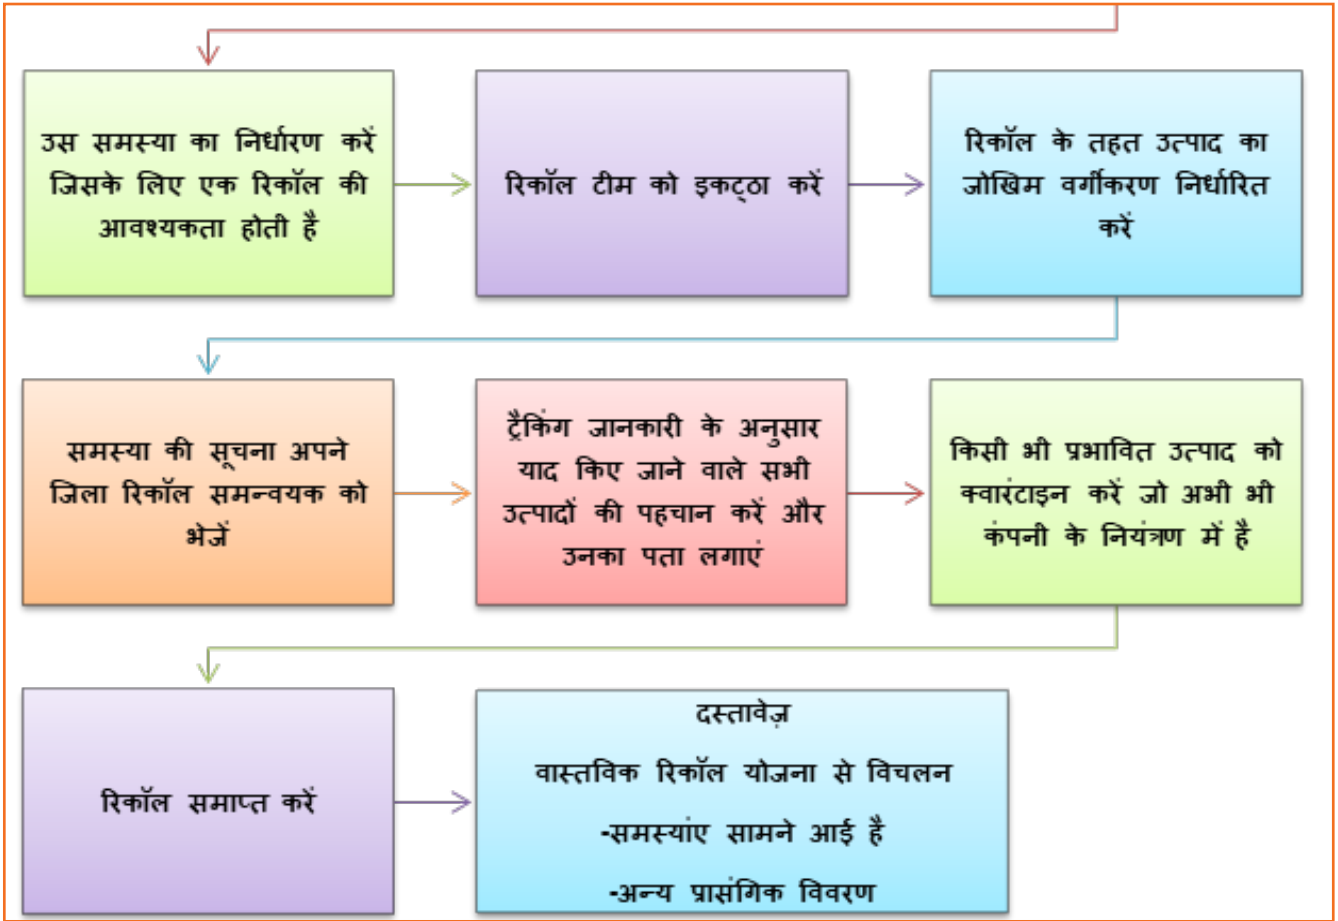 उस समस्या का निर्धारण करें
जिसके लिए एक रिकॉल की
आवश्यकता होती है
रिकॉल टीम को इकट्ठा करें
रिकॉल के तहत उत्पाद का
जोखिम वर्गीकरण निर्धारित
करें
समस्या की सूचना अपने
जिला रिकॉल समन्वयक को
भेजें
ट्रैकिंग जानकारी के अनुसार
याद किए जाने वाले सभी
उत्पादों की पहचान करें और
उनका पता लगाएं
किसी भी प्रभावित उत्पाद को
क्वारंटाइन करें जो अभी भी
कंपनी के नियंत्रण में है
रिकॉल समाप्त करें
दस्तावेज़
वास्तविक रिकॉल योजना से विचलन
-समस्यांए सामने आई है
-अन्य प्रासंगिक विवरण